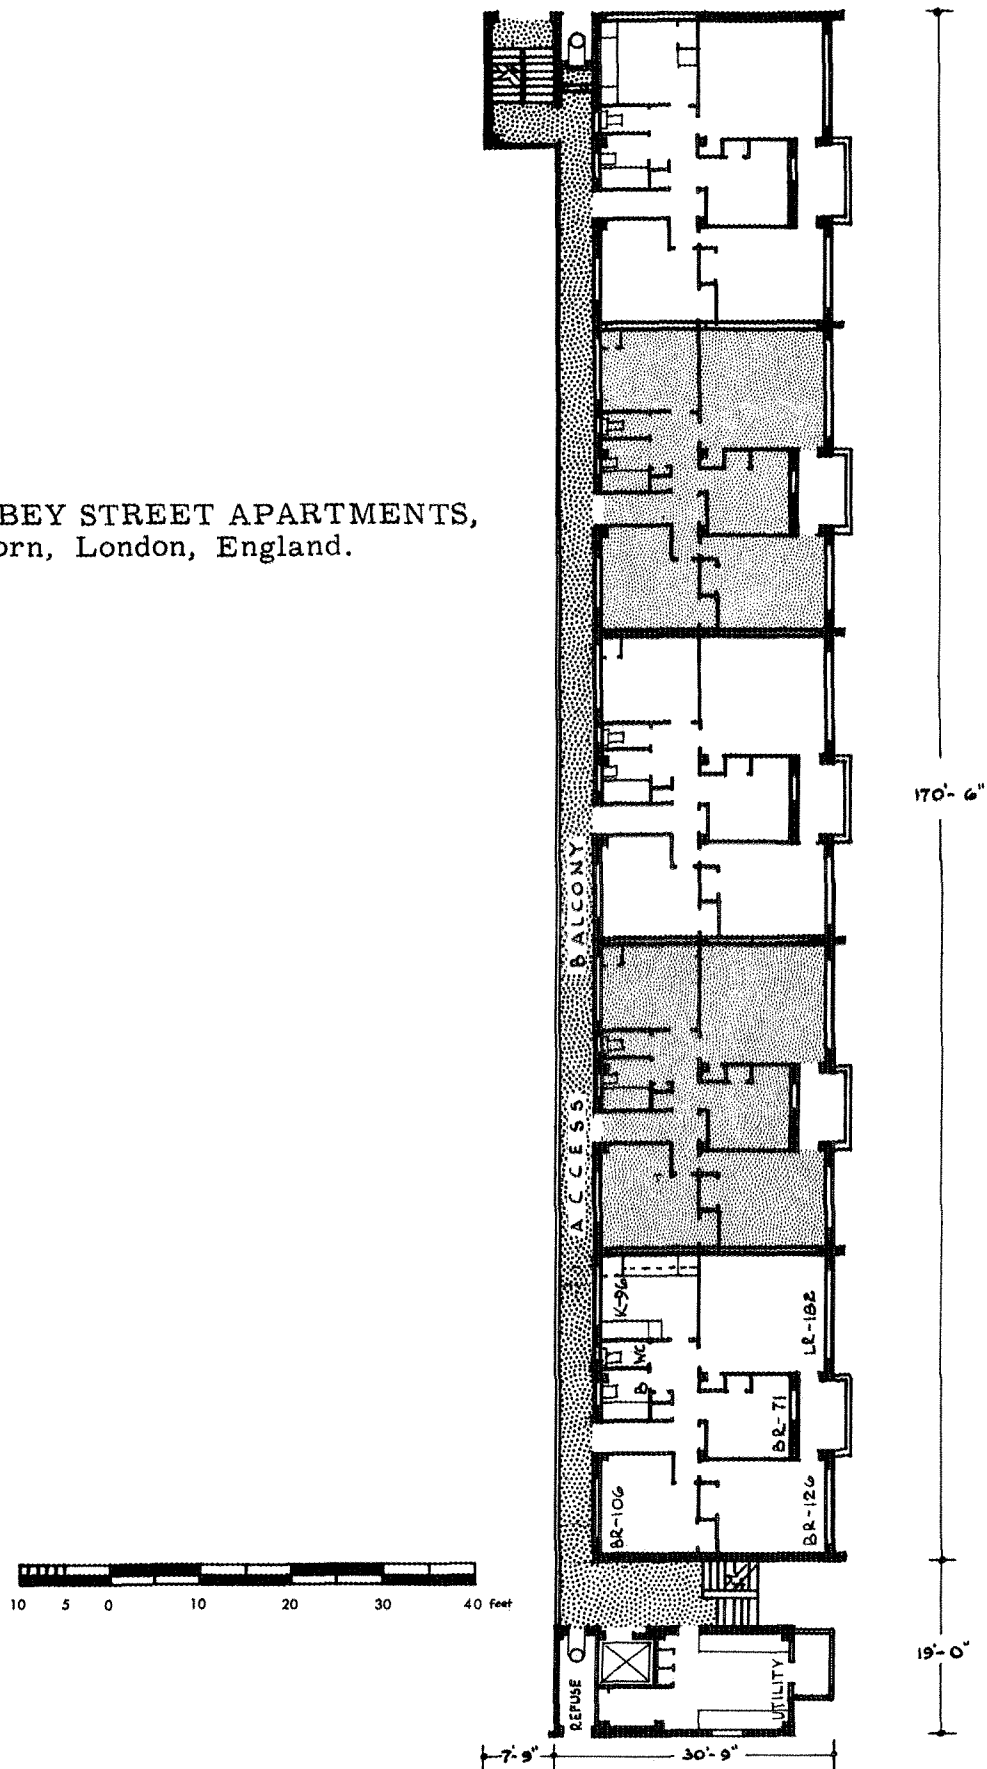 BEY STREET APARTMENTS,
orn, London, England.
170'-6"
ACCESS BALCONY
K-96
LR-182
WC
B
BR-71
BR-106
BR-126
10 5 0 10 20 30 40 feet
19'-0"
REFUSE
UTILITY
7'-9"
30'-9"